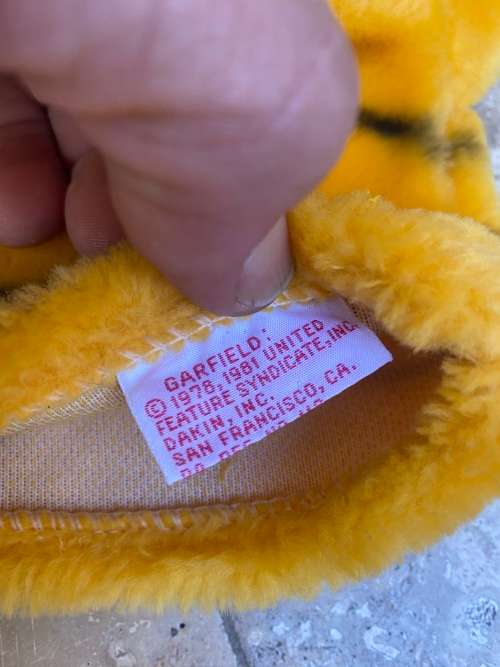 GARFIELD:
© 1978, 1981 UNITED
FEATURE SYNDICATE, INC.
DAKIN, INC.
SAN FRANCISCO, CA.